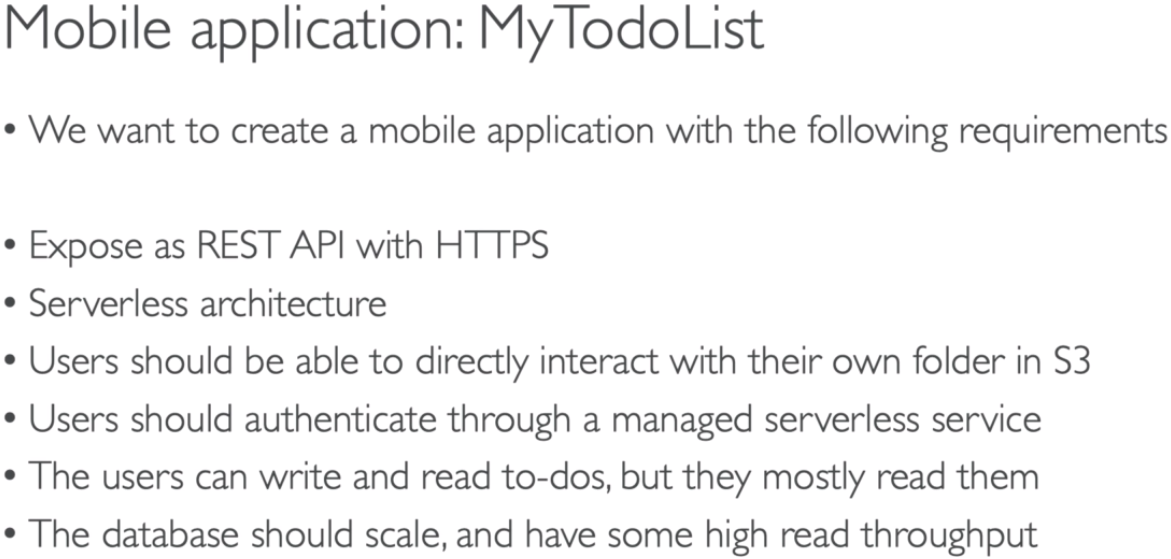 Mobile application: MyTodoList
• We want to create a mobile application with the following requirements
• Expose as REST API with HTTPS
• Serverless architecture
• Users should be able to directly interact with their own folder in S3
• Users should authenticate through a managed serverless service
• The users can write and read to-dos, but they mostly read them
• The database should scale, and have some high read throughput